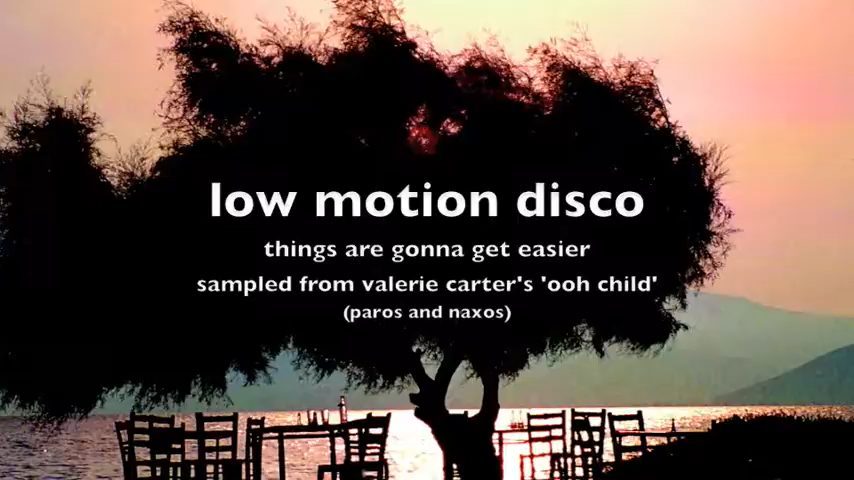 low motion disco
things are gonna get easier
sampled from valerie carter's 'ooh child'
(paros and naxos)